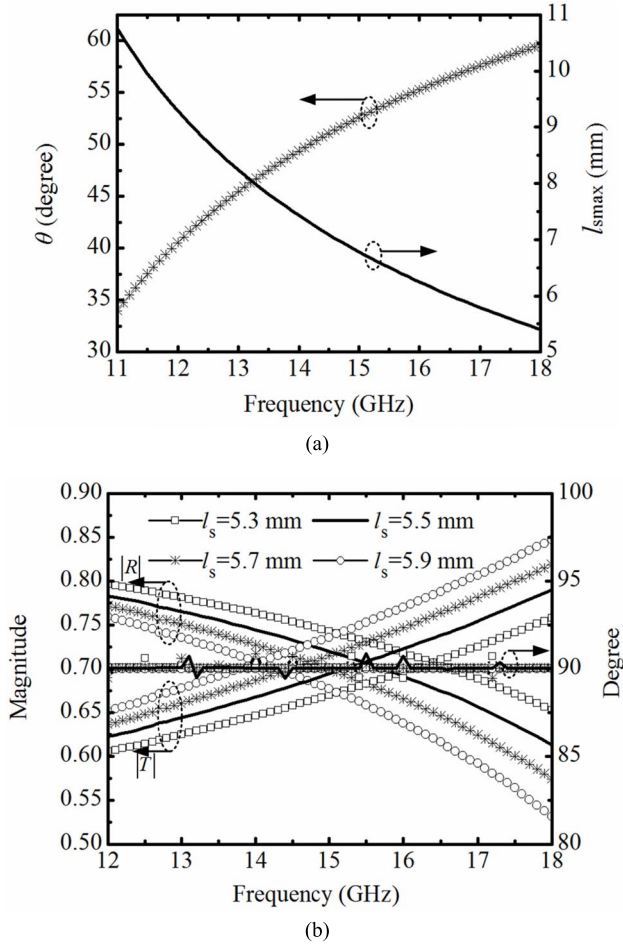 60
55
50
45
40
35
30
θ (degree)
11
10
9
8
7
6
5
lsmax (mm)
11 12 13 14 15 16 17 18
Frequency (GHz)
(a)
0.90
0.85
0.80
0.75
0.70
0.65
0.60
0.55
0.50
Magnitude
ls=5.3 mm ls=5.5 mm
ls=5.7 mm ls=5.9 mm
|R|
|T|
100
95
90
85
80
Degree
12 13 14 15 16 17 18
Frequency (GHz)
(b)